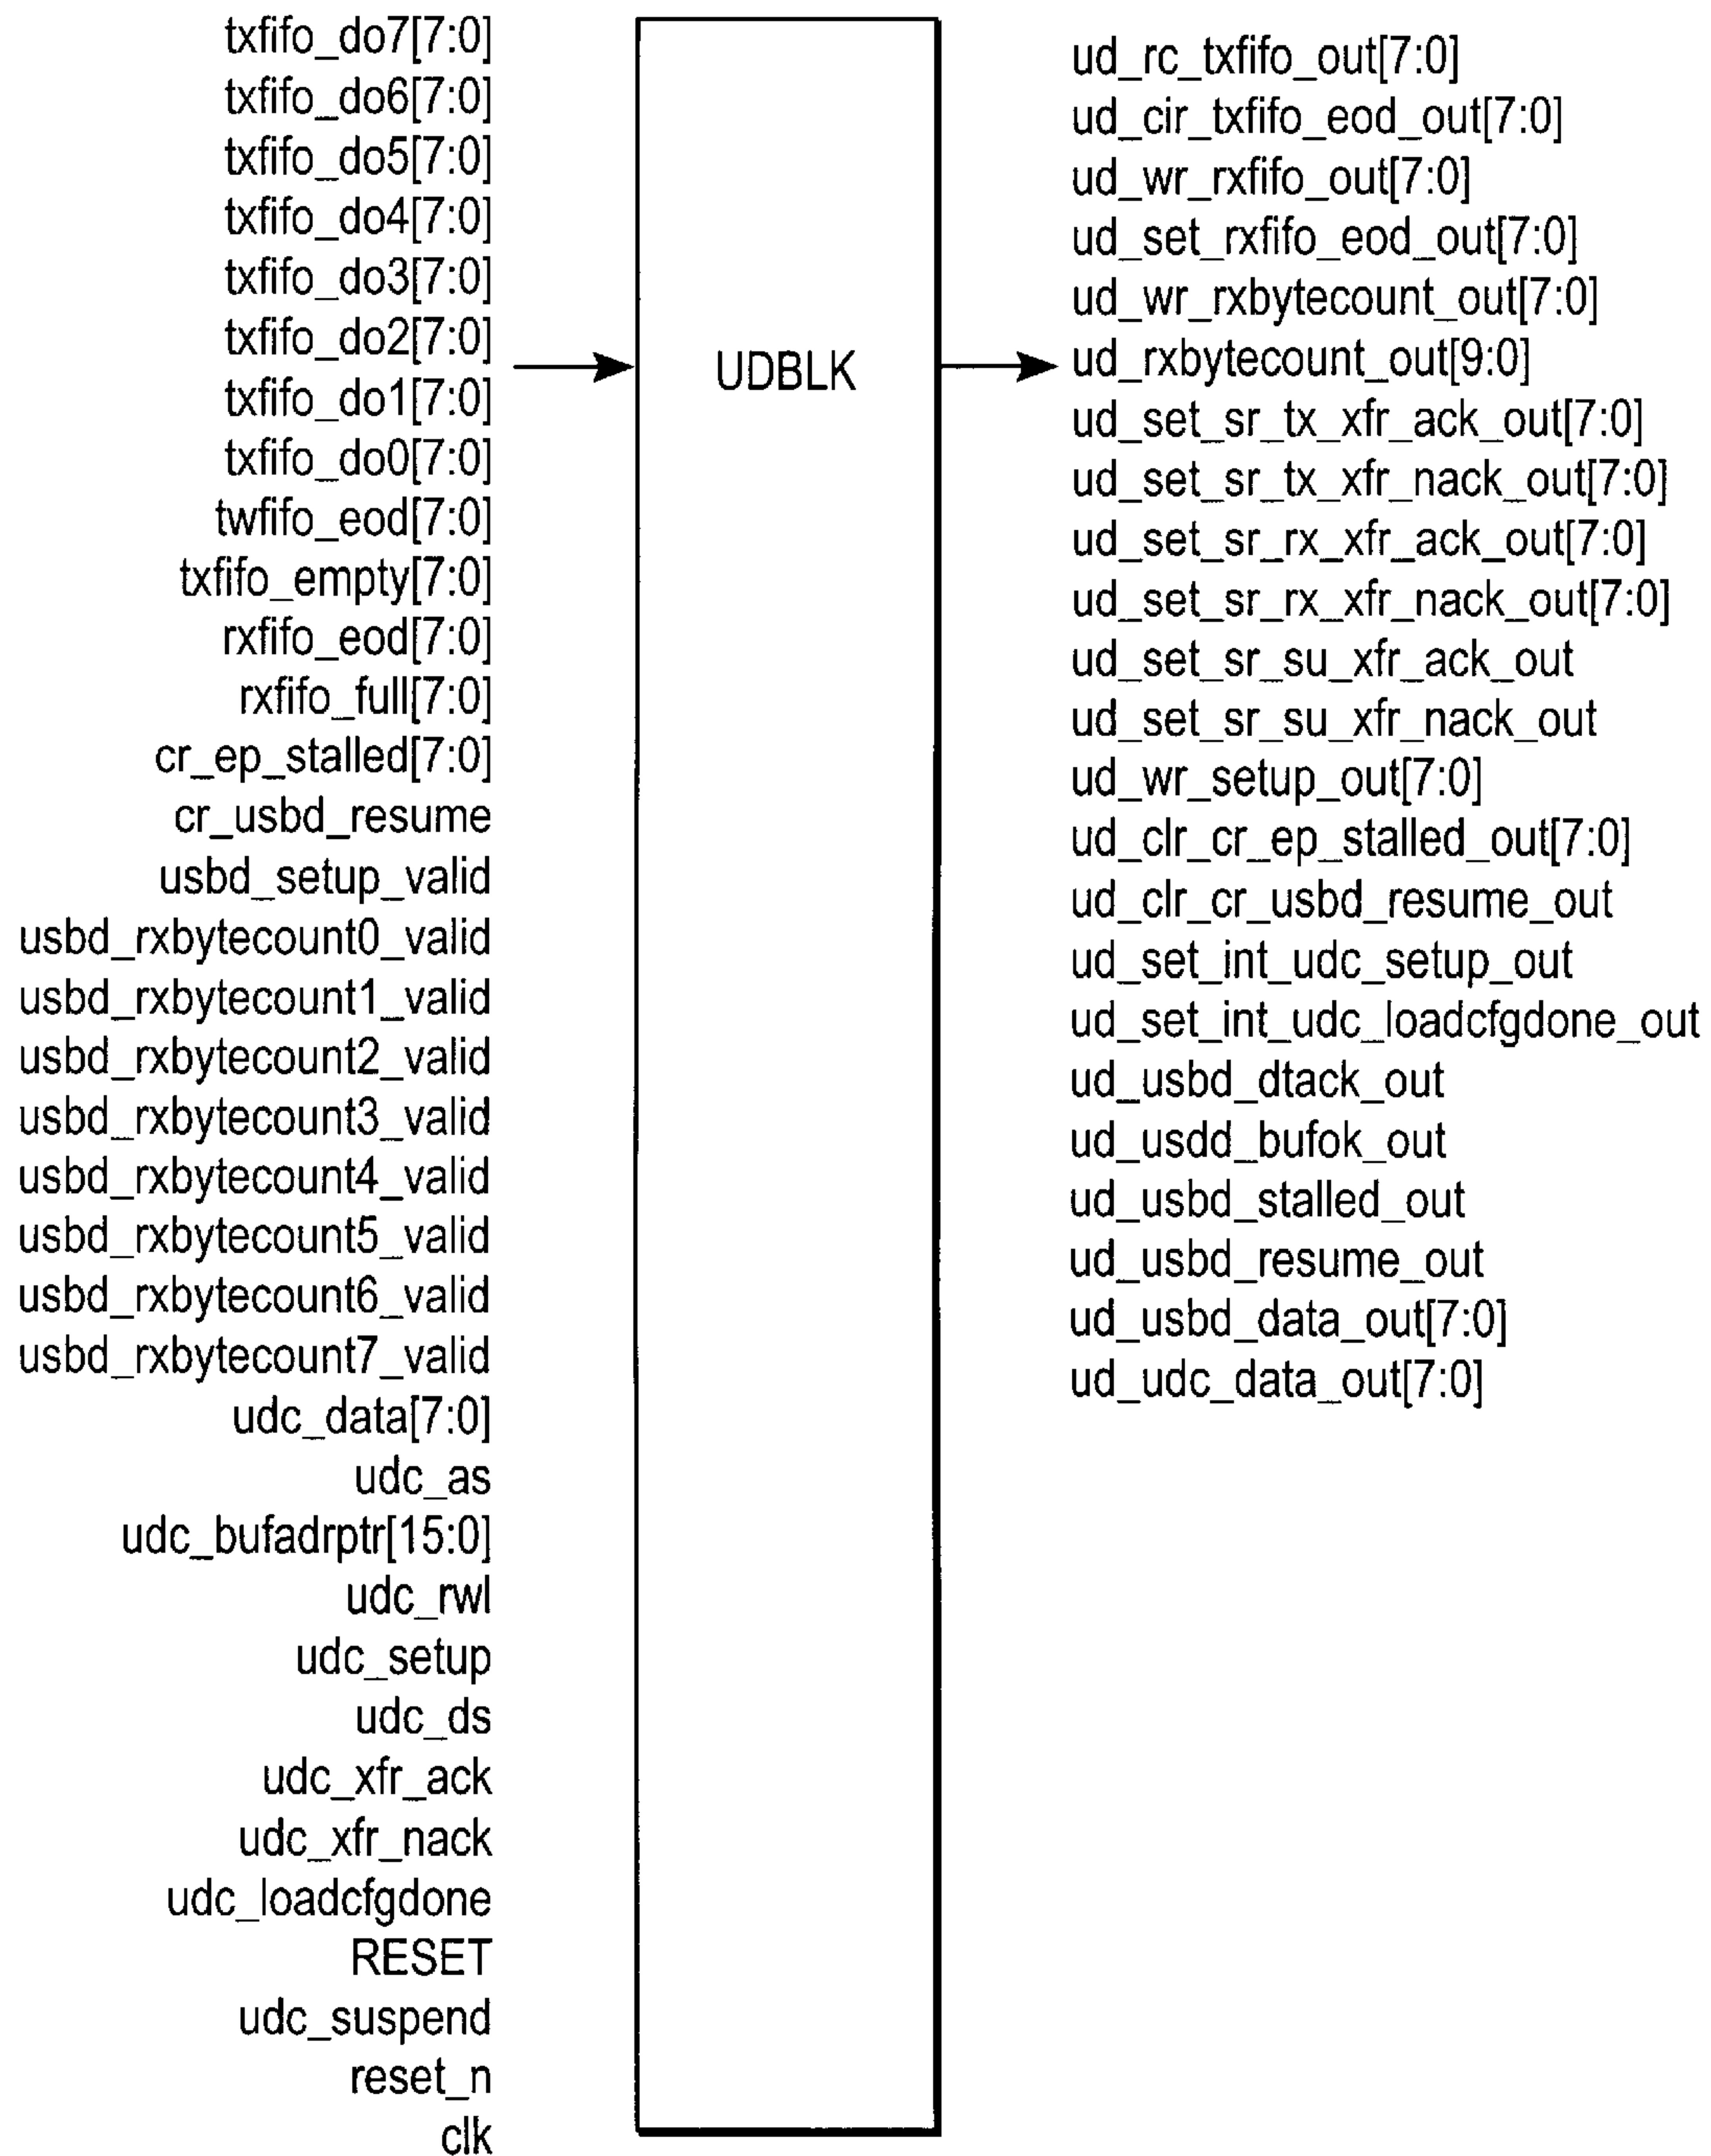 txfifo_do7[7:0]
txfifo_do6[7:0]
txfifo_do5[7:0]
txfifo_do4[7:0]
txfifo_do3[7:0]
txfifo_do2[7:0]
txfifo_do1[7:0]
txfifo_do0[7:0]
twfifo_eod[7:0]
txfifo_empty[7:0]
rxfifo_eod[7:0]
rxfifo_full[7:0]
cr_ep_stalled[7:0]
cr_usbd_resume
usbd_setup_valid
usbd_rxbytecount0_valid
usbd_rxbytecount1_valid
usbd_rxbytecount2_valid
usbd_rxbytecount3_valid
usbd_rxbytecount4_valid
usbd_rxbytecount5_valid
usbd_rxbytecount6_valid
usbd_rxbytecount7_valid
udc_data[7:0]
udc_as
udc_bufadrptr[15:0]
udc_rwl
udc_setup
udc_ds
udc_xfr_ack
udc_xfr_nack
udc_loadcfgdone
RESET
udc_suspend
reset_n
clk
UDBLK
ud_rc_txfifo_out[7:0]
ud_cir_txfifo_eod_out[7:0]
ud_wr_rxfifo_out[7:0]
ud_set_rxfifo_eod_out[7:0]
ud_wr_rxbytecount_out[7:0]
ud_rxbytecount_out[9:0]
ud_set_sr_tx_xfr_ack_out[7:0]
ud_set_sr_tx_xfr_nack_out[7:0]
ud_set_sr_rx_xfr_ack_out[7:0]
ud_set_sr_rx_xfr_nack_out[7:0]
ud_set_sr_su_xfr_ack_out
ud_set_sr_su_xfr_nack_out
ud_wr_setup_out[7:0]
ud_clr_cr_ep_stalled_out[7:0]
ud_clr_cr_usbd_resume_out
ud_set_int_udc_setup_out
ud_set_int_udc_loadcfgdone_out
ud_usbd_dtack_out
ud_usdd_bufok_out
ud_usbd_stalled_out
ud_usbd_resume_out
ud_usbd_data_out[7:0]
ud_udc_data_out[7:0]